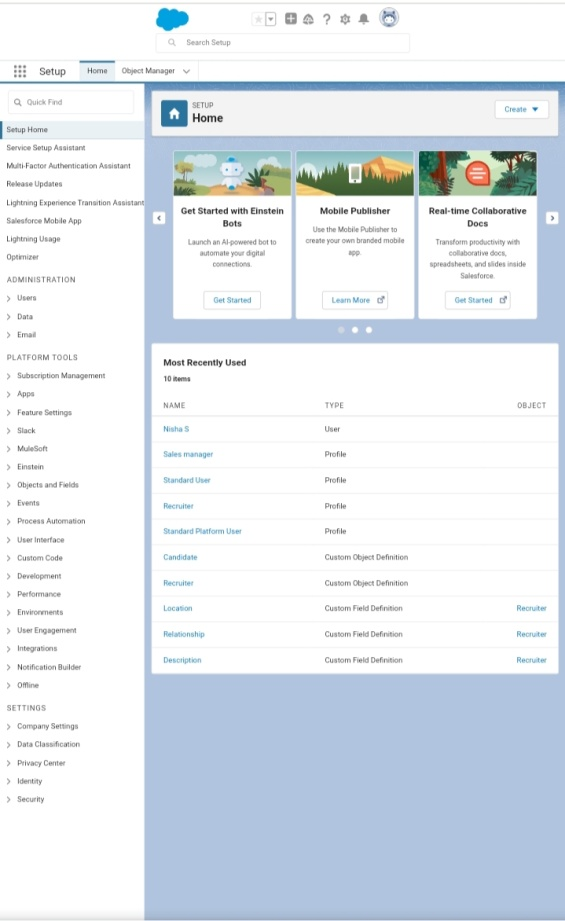 Search Setup
Setup
Home
Object Manager
Quick Find
Setup Home
Service Setup Assistant
Multi-Factor Authentication Assistant
Release Updates
Lightning Experience Transition Assistant
Salesforce Mobile App
Lightning Usage
Optimizer
ADMINISTRATION
Users
Data
Email
PLATFORM TOOLS
Subscription Management
Apps
Feature Settings
Slack
MuleSoft
Einstein
Objects and Fields
Events
Process Automation
User Interface
Custom Code
Development
Performance
Environments
User Engagement
Integrations
Notification Builder
Offline
SETTINGS
Company Settings
Data Classification
Privacy Center
Identity
Security
SETUP
Home
Create
Get Started with Einstein
Bots
Launch an AI-powered bot to
automate your digital
connections.
Get Started
Mobile Publisher
Use the Mobile Publisher to
create your own branded mobile
app.
Learn More
Real-time Collaborative
Docs
Transform productivity with
collaborative docs,
spreadsheets, and slides inside
Salesforce.
Get Started
Most Recently Used
10 items
NAME TYPE OBJECT
Nisha S User
Sales manager Profile
Standard User Profile
Recruiter Profile
Standard Platform User Profile
Candidate Custom Object Definition
Recruiter Custom Object Definition
Location Custom Field Definition Recruiter
Relationship Custom Field Definition Recruiter
Description Custom Field Definition Recruiter